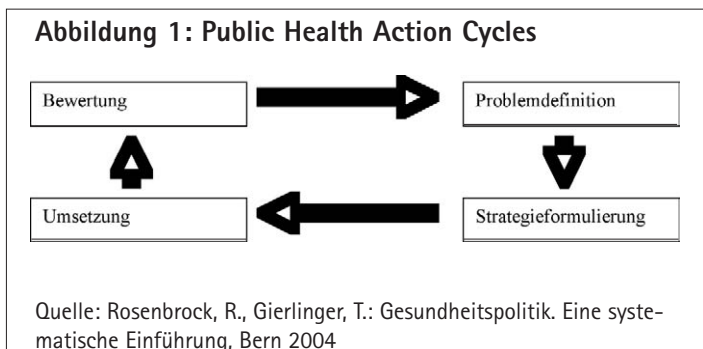 Abbildung 1: Public Health Action Cycles
Bewertung
Problemdefinition
Umsetzung
Strategieformulierung
Quelle: Rosenbrock, R., Gierlinger, T.: Gesundheitspolitik. Eine syste-
matische Einführung, Bern 2004